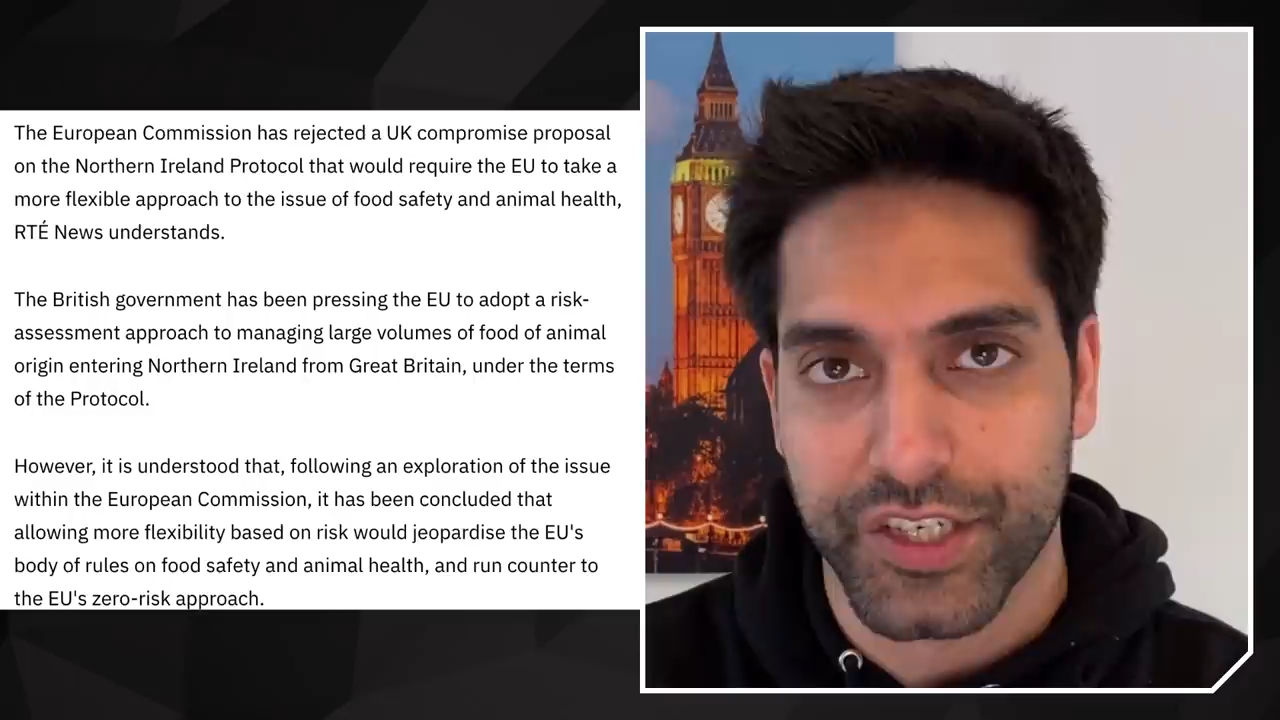 The European Commission has rejected a UK compromise proposal
on the Northern Ireland Protocol that would require the EU to take a
more flexible approach to the issue of food safety and animal health,
RTÉ News understands.
The British government has been pressing the EU to adopt a risk-
assessment approach to managing large volumes of food of animal
origin entering Northern Ireland from Great Britain, under the terms
of the Protocol.
However, it is understood that, following an exploration of the issue
within the European Commission, it has been concluded that
allowing more flexibility based on risk would jeopardise the EU's
body of rules on food safety and animal health, and run counter to
the EU's zero-risk approach.